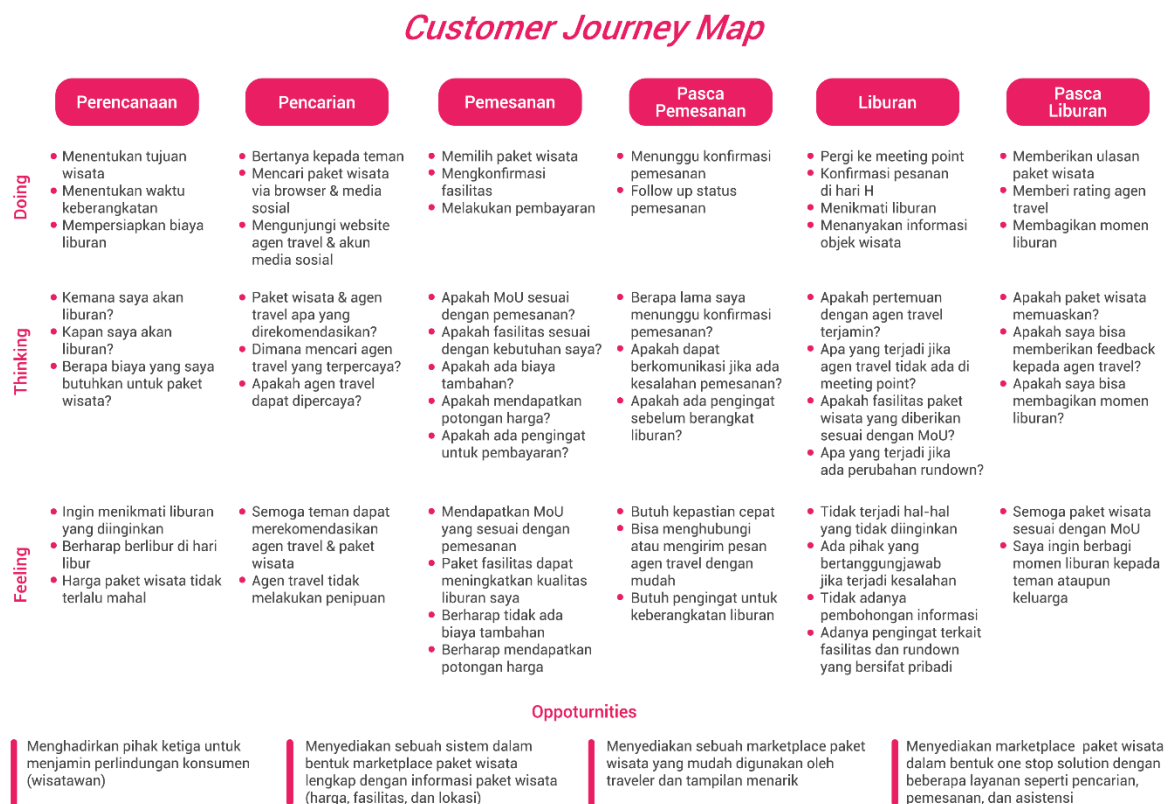 Customer Journey Map
Perencanaan
Pencarian
Pemesanan
Pasca
Pemesanan
Liburan
Pasca
Liburan
Doing
Menentukan tujuan
wisata
Menentukan waktu
keberangkatan
Mempersiapkan biaya
liburan
Bertanya kepada teman
Mencari paket wisata
via browser & media
sosial
Mengunjungi website
agen travel & akun
media sosial
Memilih paket wisata
Mengkonfirmasi
fasilitas
Melakukan pembayaran
Menunggu konfirmasi
pemesanan
Follow up status
pemesanan
Pergi ke meeting point
Konfirmasi pesanan
di hari H
Menikmati liburan
Menanyakan informasi
objek wisata
Memberikan ulasan
paket wisata
Memberi rating agen
travel
Membagikan momen
liburan
Thinking
Kemana saya akan
liburan?
Kapan saya akan
liburan?
Berapa biaya yang saya
butuhkan untuk paket
wisata?
Paket wisata & agen
travel apa yang
direkomendasikan?
Dimana mencari agen
travel yang terpercaya?
Apakah agen travel
dapat dipercaya?
Apakah MoU sesuai
dengan pemesanan?
Apakah fasilitas sesuai
dengan kebutuhan saya?
Apakah ada biaya
tambahan?
Apakah mendapatkan
potongan harga?
Apakah ada pengingat
untuk pembayaran?
Berapa lama saya
menunggu konfirmasi
pemesanan?
Apakah dapat
berkomunikasi jika ada
kesalahan pemesanan?
Apakah ada pengingat
sebelum berangkat
liburan?
Apakah pertemuan
dengan agen travel
terjamin?
Apa yang terjadi jika
agen travel tidak ada di
meeting point?
Apakah fasilitas paket
wisata yang diberikan
sesuai dengan MoU?
Apa yang terjadi jika
ada perubahan rundown?
Apakah paket wisata
memuaskan?
Apakah saya bisa
memberikan feedback
kepada agen travel?
Apakah saya bisa
membagikan momen
liburan?
Feeling
Ingin menikmati liburan
yang diinginkan
Berharap berlibur di hari
libur
Harga paket wisata tidak
terlalu mahal
Semoga teman dapat
merekomendasikan
agen travel & paket
wisata
Agen travel tidak
melakukan penipuan
Mendapatkan MoU
yang sesuai dengan
pemesanan
Paket fasilitas dapat
meningkatkan kualitas
liburan saya
Berharap tidak ada
biaya tambahan
Berharap mendapatkan
potongan harga
Butuh kepastian cepat
Bisa menghubungi
atau mengirim pesan
agen travel dengan
mudah
Butuh pengingat untuk
keberangkatan liburan
Tidak terjadi hal-hal
yang tidak diinginkan
Ada pihak yang
bertanggungjawab
jika terjadi kesalahan
Tidak adanya
pembohongan informasi
Adanya pengingat terkait
fasilitas dan rundown
yang bersifat pribadi
Semoga paket wisata
sesuai dengan MoU
Saya ingin berbagi
momen liburan kepada
teman ataupun
keluarga
Oppoturnities
Menghadirkan pihak ketiga untuk
menjamin perlindungan konsumen
(wisatawan)
Menyediakan sebuah sistem dalam
bentuk marketplace paket wisata
lengkap dengan informasi paket wisata
(harga, fasilitas, dan lokasi)
Menyediakan sebuah marketplace paket
wisata yang mudah digunakan oleh
traveler dan tampilan menarik
Menyediakan marketplace paket wisata
dalam bentuk one stop solution dengan
beberapa layanan seperti pencarian,
pemesanan, dan asistensi